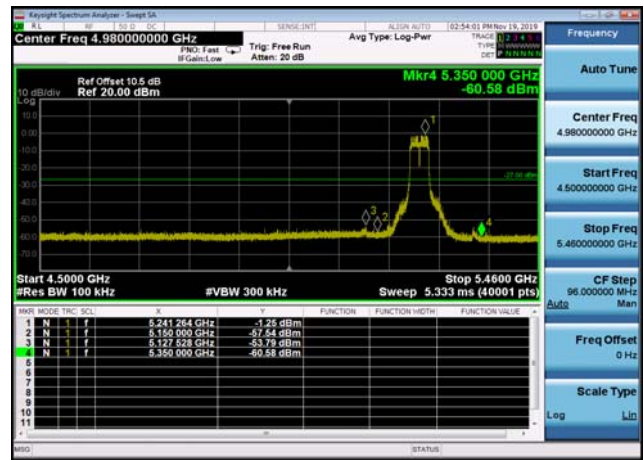 Keysight Spectrum Analyzer - Swept SA
RL RF 50 Ω DC SENSE:INT ALIGN AUTO 02:54:01 PM Nov 19, 2019
Center Freq 4.980000000 GHz
PNO: Fast
IFGain:Low
Trig: Free Run
Atten: 20 dB
Avg Type: Log-Pwr
TRACE 1 2 3 4 5 6
TYPE
DET P N N N N N
Ref Offset 10.5 dB
10 dB/div Ref 20.00 dBm
Log
Mkr4 5.350 000 GHz
-60.58 dBm
10.0
0.00
-10.0
-20.0
-30.0
-40.0
-50.0
-60.0
-70.0
-27.00 dBm
1
3
2
4
Start 4.5000 GHz Stop 5.4600 GHz
#Res BW 100 kHz #VBW 300 kHz Sweep 5.333 ms (40001 pts)
MKR MODE TRC SCL X Y FUNCTION FUNCTION WIDTH FUNCTION VALUE
1 N 1 f 5.241 264 GHz -1.25 dBm
2 N 1 f 5.150 000 GHz -57.54 dBm
3 N 1 f 5.127 528 GHz -53.79 dBm
4 N 1 f 5.350 000 GHz -60.58 dBm
5
6
7
8
9
10
11
MSG STATUS
Frequency
Auto Tune
Center Freq
4.980000000 GHz
Start Freq
4.500000000 GHz
Stop Freq
5.460000000 GHz
CF Step
96.000000 MHz
Auto Man
Freq Offset
0 Hz
Scale Type
Log Lin